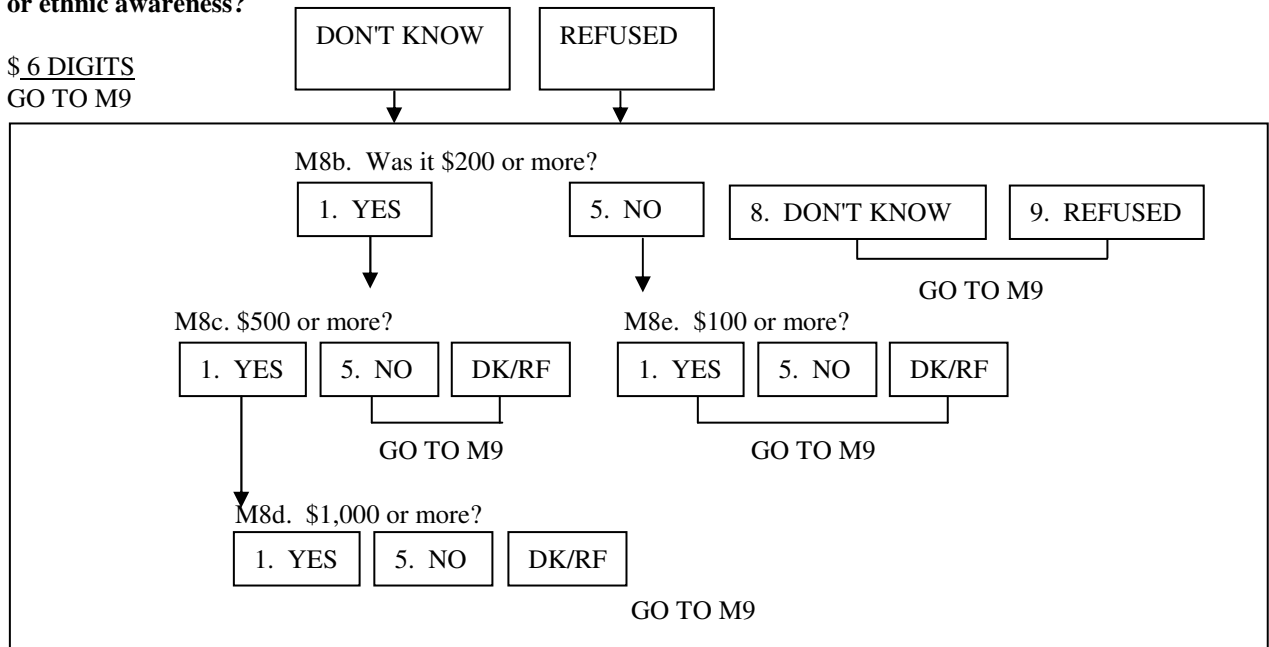 or ethnic awareness?
DON'T KNOW REFUSED
$ 6 DIGITS
GO TO M9
M8b. Was it $200 or more?
1. YES 5. NO 8. DON'T KNOW 9. REFUSED
GO TO M9
M8c. $500 or more? M8e. $100 or more?
1. YES 5. NO DK/RF 1. YES 5. NO DK/RF
GO TO M9 GO TO M9
M8d. $1,000 or more?
1. YES 5. NO DK/RF
GO TO M9